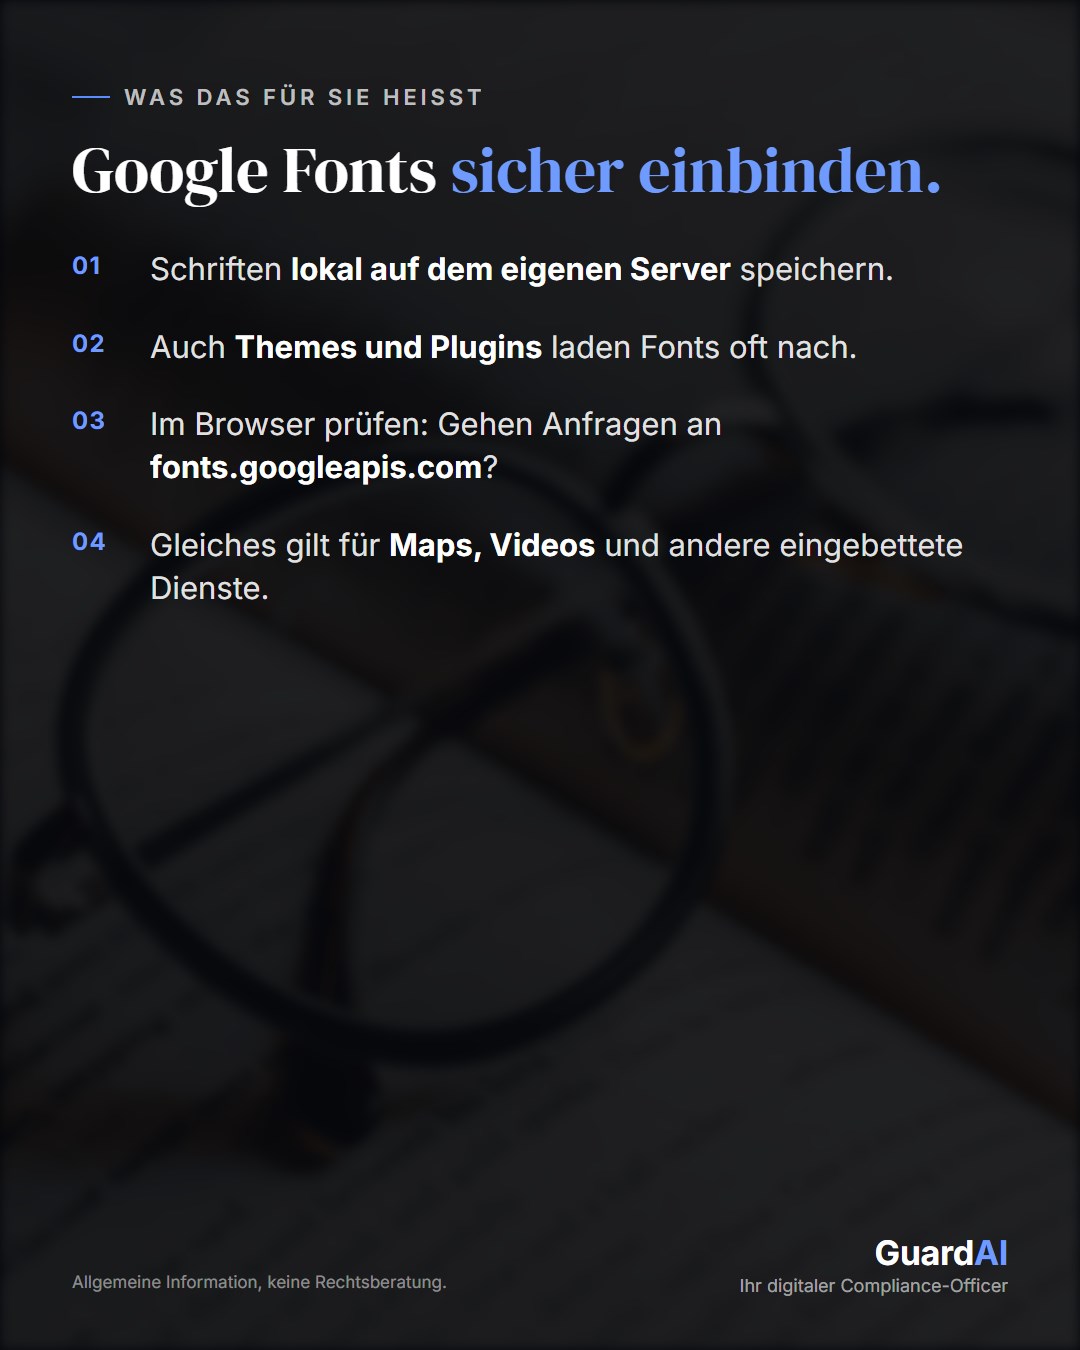 WAS DAS FÜR SIE HEISST
Google Fonts sicher einbinden.
01 Schriften lokal auf dem eigenen Server speichern.
02 Auch Themes und Plugins laden Fonts oft nach.
03 Im Browser prüfen: Gehen Anfragen an
fonts.googleapis.com?
04 Gleiches gilt für Maps, Videos und andere eingebettete
Dienste.
GuardAI
Allgemeine Information, keine Rechtsberatung.
Ihr digitaler Compliance-Officer